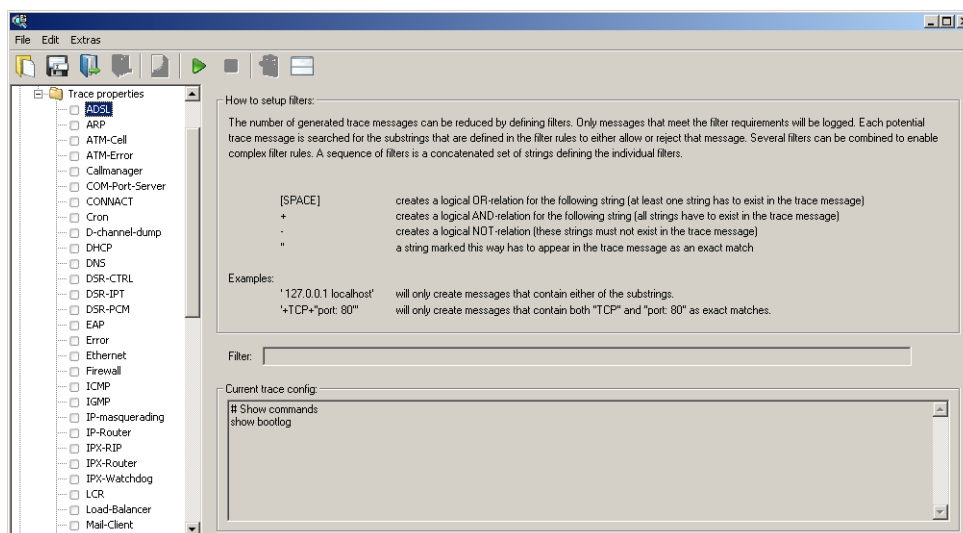 File Edit Extras
Trace properties
ADSL
ARP
ATM-Cell
ATM-Error
Callmanager
COM-Port-Server
CONNACT
Cron
D-channel-dump
DHCP
DNS
DSR-CTRL
DSR-IPT
DSR-PCM
EAP
Error
Ethernet
Firewall
ICMP
IGMP
IP-masquerading
IP-Router
IPX-RIP
IPX-Router
IPX-Watchdog
LCR
Load-Balancer
Mail-Client
How to setup filters:
The number of generated trace messages can be reduced by defining filters. Only messages that meet the filter requirements will be logged. Each potential
trace message is searched for the substrings that are defined in the filter rules to either allow or reject that message. Several filters can be combined to enable
complex filter rules. A sequence of filters is a concatenated set of strings defining the individual filters.
[SPACE] creates a logical OR-relation for the following string (at least one string has to exist in the trace message)
+ creates a logical AND-relation for the following string (all strings have to exist in the trace message)
- creates a logical NOT-relation (these strings must not exist in the trace message)
" a string marked this way has to appear in the trace message as an exact match
Examples:
' 127.0.0.1 localhost' will only create messages that contain either of the substrings.
'+TCP+"port: 80"' will only create messages that contain both "TCP" and "port: 80" as exact matches.
Filter:
Current trace config:
# Show commands
show bootlog